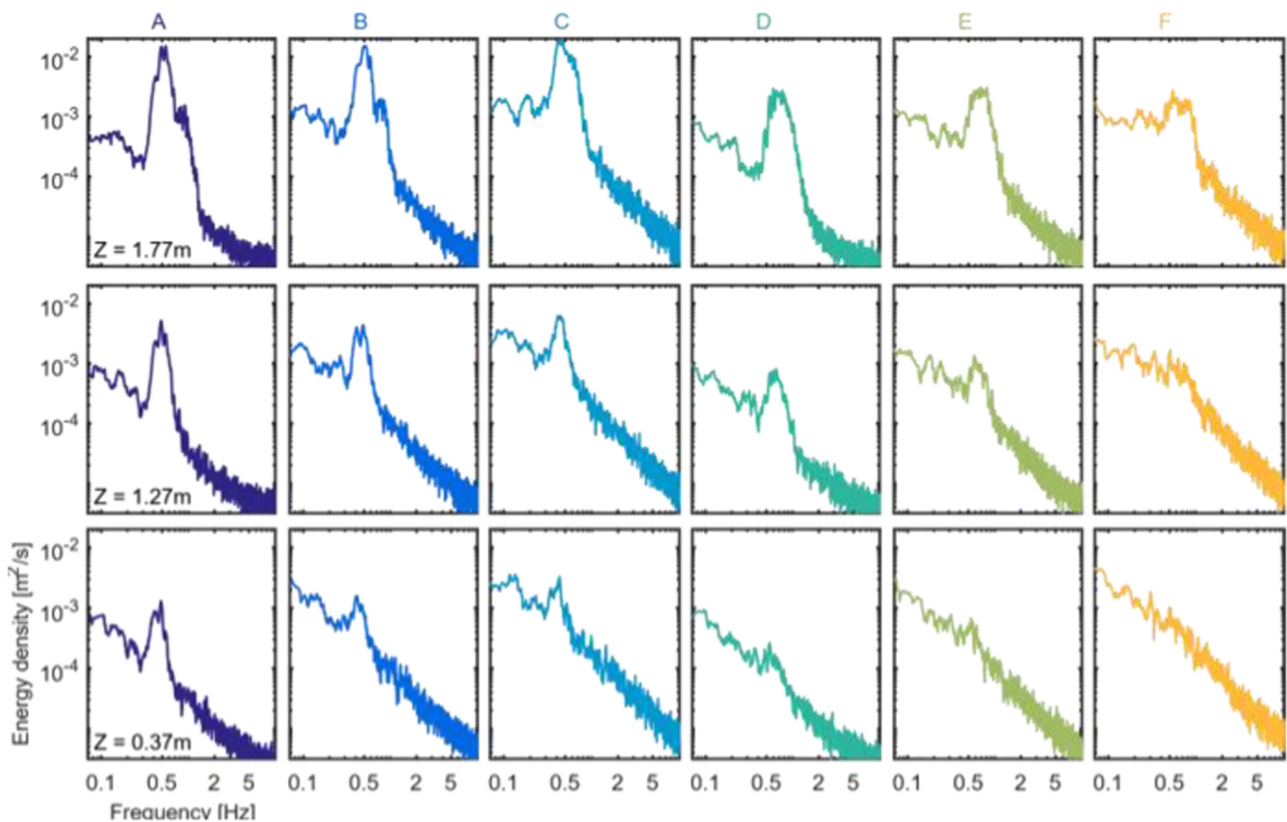 A B C D E F
10⁻²
10⁻³
10⁻⁴
Z = 1.77m
10⁻²
10⁻³
10⁻⁴
Z = 1.27m
10⁻²
10⁻³
10⁻⁴
Z = 0.37m
Energy density [m²/s]
0.1 0.5 2 5 0.1 0.5 2 5 0.1 0.5 2 5 0.1 0.5 2 5 0.1 0.5 2 5 0.1 0.5 2 5
Frequency [Hz]